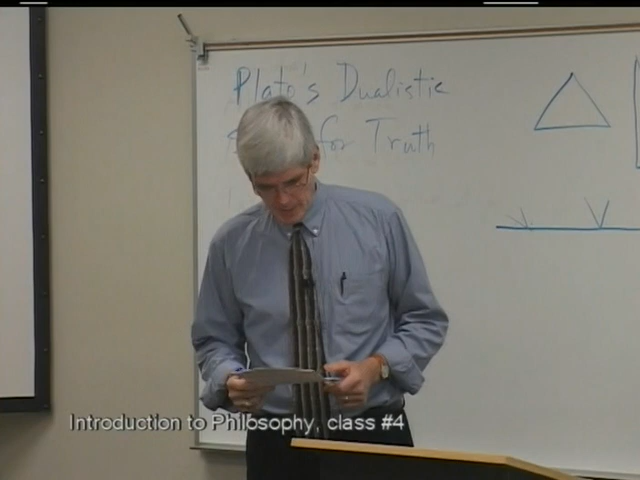 Plato's Dualistic
for Truth
Introduction to Philosophy, class #4